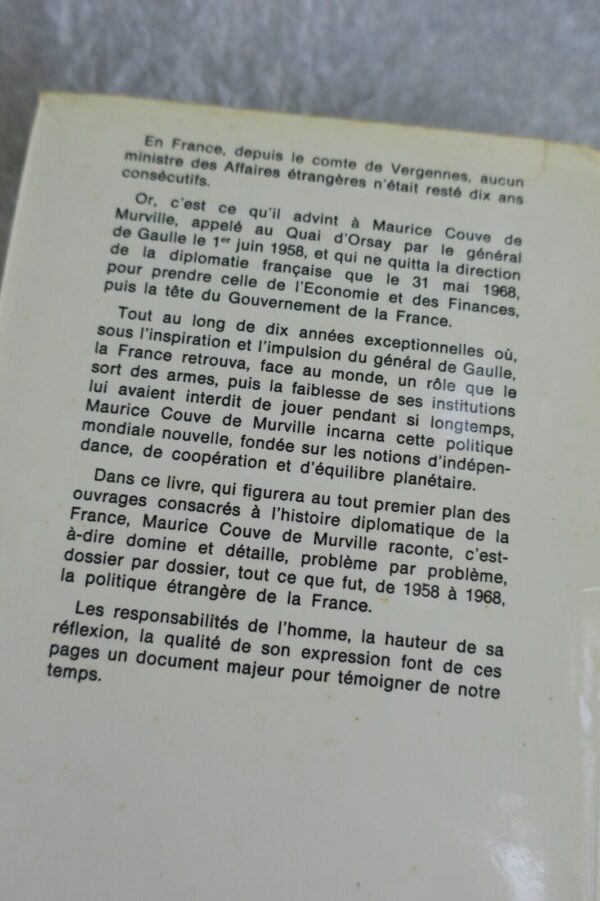 En France, depuis le comte de Vergennes, aucun
ministre des Affaires étrangères n'était resté dix ans
consécutifs.
Or, c'est ce qu'il advint à Maurice Couve de
Murville, appelé au Quai d'Orsay par le général
de Gaulle le 1er juin 1958, et qui ne quitta la direction
de la diplomatie française que le 31 mai 1968,
pour prendre celle de l'Economie et des Finances,
puis la tête du Gouvernement de la France.
Tout au long de dix années exceptionnelles où,
sous l'inspiration et l'impulsion du général de Gaulle,
la France retrouva, face au monde, un rôle que le
sort des armes, puis la faiblesse de ses institutions
lui avaient interdit de jouer pendant si longtemps,
Maurice Couve de Murville incarna cette politique
mondiale nouvelle, fondée sur les notions d'indépen-
dance, de coopération et d'équilibre planétaire.
Dans ce livre, qui figurera au tout premier plan des
ouvrages consacrés à l'histoire diplomatique de la
France, Maurice Couve de Murville raconte, c'est-
à-dire domine et détaille, problème par problème,
dossier par dossier, tout ce que fut, de 1958 à 1968,
la politique étrangère de la France.
Les responsabilités de l'homme, la hauteur de sa
réflexion, la qualité de son expression font de ces
pages un document majeur pour témoigner de notre
temps.